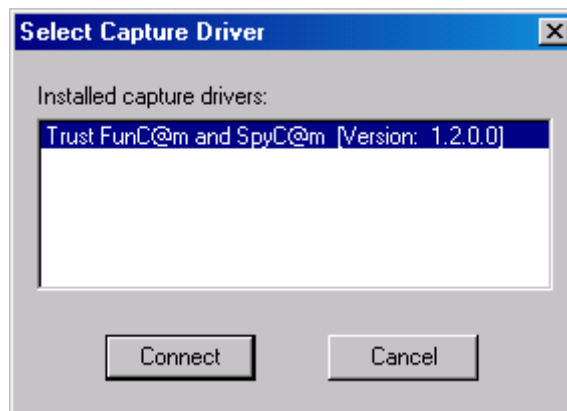 Select Capture Driver
Installed capture drivers:
Trust FunC@m and SpyC@m [Version: 1.2.0.0]
Connect
Cancel